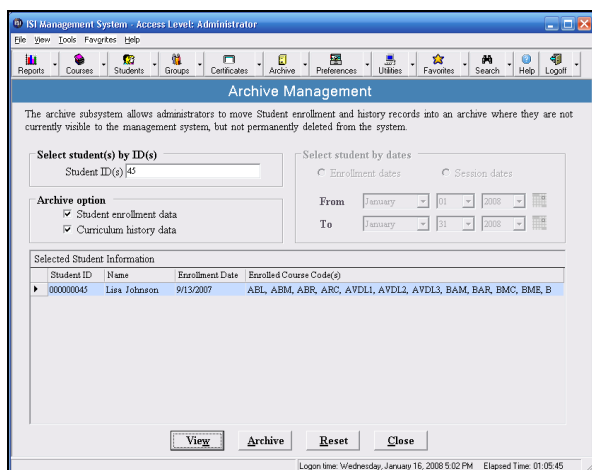 ISI Management System - Access Level: Administrator
File View Tools Favorites Help
Reports Courses Students Groups Certificates Archive Preferences Utilities Favorites Search Help Logoff
Archive Management
The archive subsystem allows administrators to move Student enrollment and history records into an archive where they are not
currently visible to the management system, but not permanently deleted from the system.
Select student(s) by ID(s)
Student ID(s) 45
Select student by dates
Enrollment dates Session dates
From January 01 2008
To January 31 2008
Archive option
Student enrollment data
Curriculum history data
Selected Student Information
Student ID Name Enrollment Date Enrolled Course Code(s)
000000045 Lisa Johnson 9/13/2007 ABL, ABM, ABR, ARC, AVDL1, AVDL2, AVDL3, BAM, BAR, BMC, BME, B
View Archive Reset Close
Logon time: Wednesday, January 16, 2008 5:02 PM Elapsed Time: 01:05:45